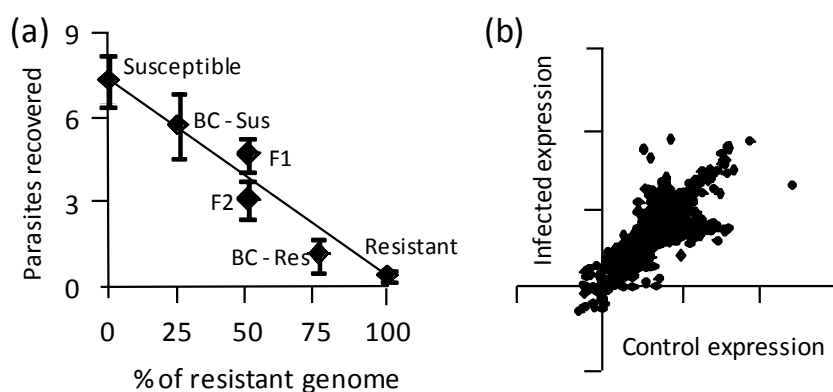 (a)
9
6
3
0
Parasites recovered
Susceptible
BC - Sus
F1
F2
BC - Res
Resistant
0 25 50 75 100
% of resistant genome
(b)
Infected expression
Control expression